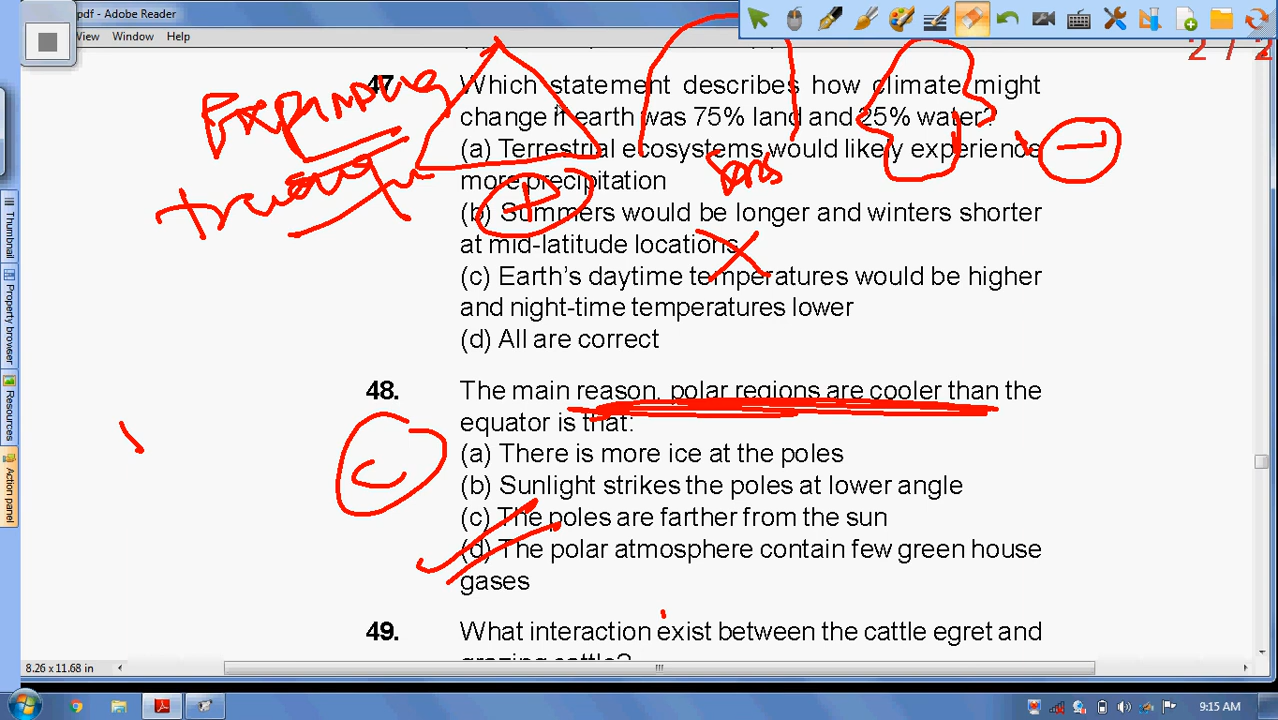 .pdf - Adobe Reader
View Window Help
272
Expanding
47. Which statement describes how climate might
change if earth was 75% land and 25% water?
(a) Terrestrial ecosystems would likely experience
more precipitation
(b) Summers would be longer and winters shorter
at mid-latitude locations
(c) Earth's daytime temperatures would be higher
and night-time temperatures lower
(d) All are correct
48. The main reason, polar regions are cooler than the
equator is that:
(a) There is more ice at the poles
(b) Sunlight strikes the poles at lower angle
(c) The poles are farther from the sun
(d) The polar atmosphere contain few green house
gases
C
49. What interaction exist between the cattle egret and
grazing cattle?
Thumbnail
Property browser
Resources
Action panel
8.26 x 11.68 in
9:15 AM